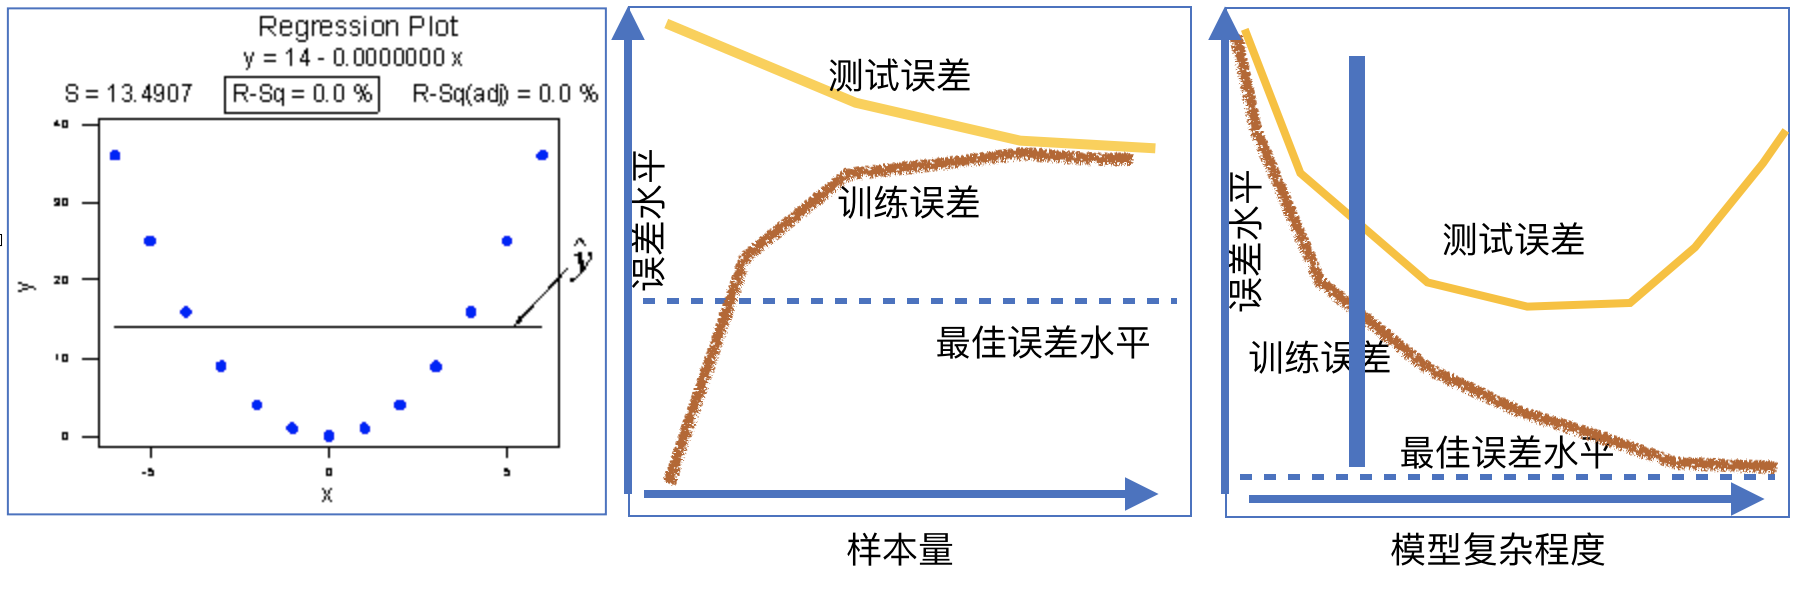 Regression Plot
y = 14 - 0.0000000 x
S = 13.4907 R-Sq = 0.0 % R-Sq(adj) = 0.0 %
40
30
20
10
0
y
ŷ
-5 0 5
x
测试误差
训练误差
误差水平
最佳误差水平
样本量
测试误差
误差水平
训练误差
最佳误差水平
模型复杂程度